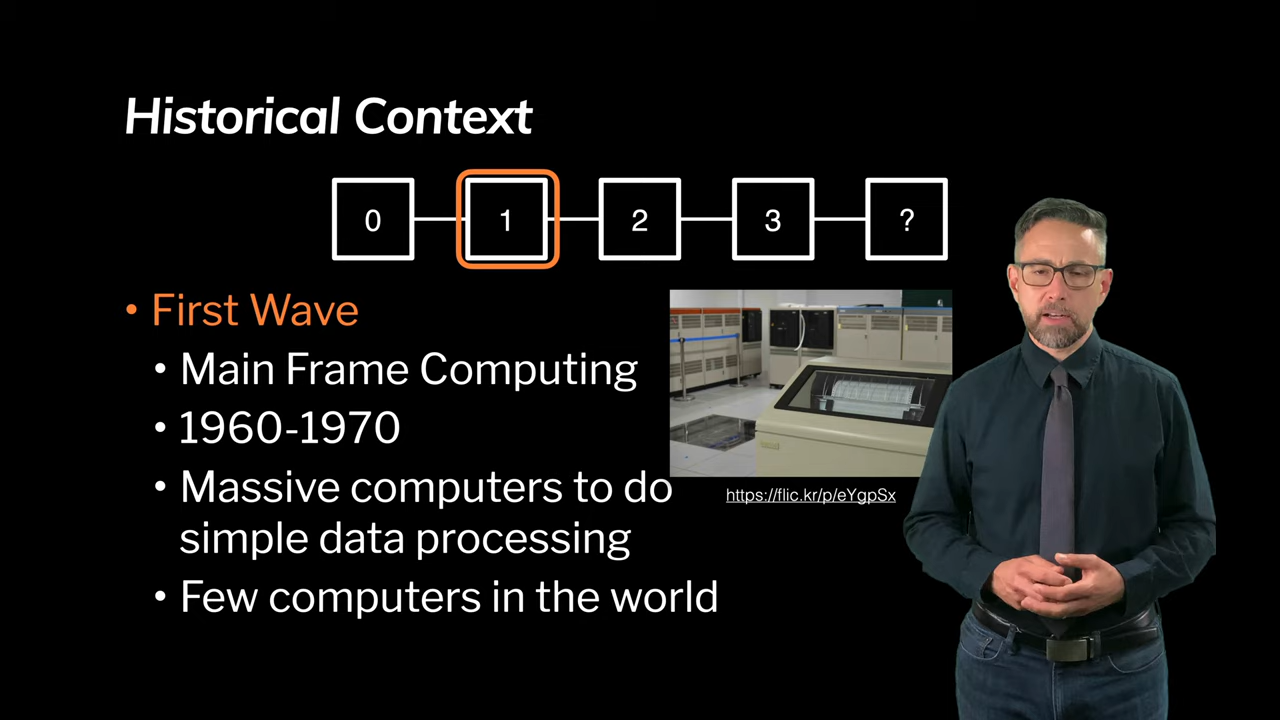 Historical Context
0 1 2 3 ?
• First Wave
• Main Frame Computing
• 1960-1970
• Massive computers to do
simple data processing
• Few computers in the world
https://flic.kr/p/eYgpSx